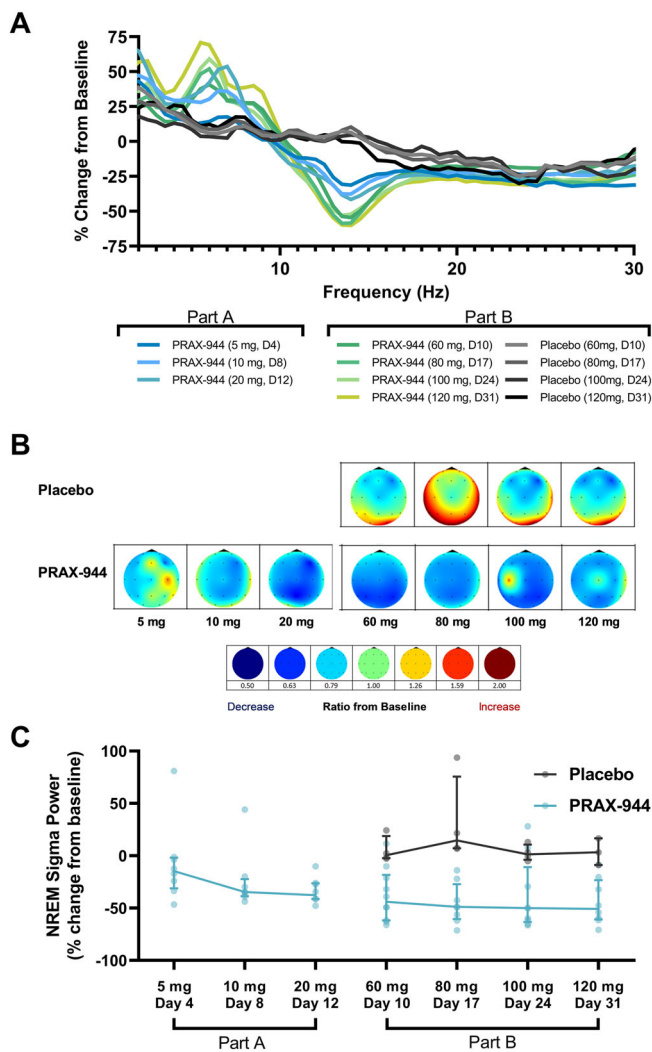 A
% Change from Baseline
75
50
25
0
-25
-50
-75
10 20 30
Frequency (Hz)
Part A Part B
PRAX-944 (5 mg, D4) PRAX-944 (60 mg, D10) Placebo (60mg, D10)
PRAX-944 (10 mg, D8) PRAX-944 (80 mg, D17) Placebo (80mg, D17)
PRAX-944 (20 mg, D12) PRAX-944 (100 mg, D24) Placebo (100mg, D24)
PRAX-944 (120 mg, D31) Placebo (120mg, D31)
B
Placebo
PRAX-944
5 mg 10 mg 20 mg 60 mg 80 mg 100 mg 120 mg
0.50 0.63 0.79 1.00 1.26 1.59 2.00
Decrease Ratio from Baseline Increase
C
NREM Sigma Power
(% change from baseline)
100
50
0
-50
-100
Placebo
PRAX-944
5 mg 10 mg 20 mg 60 mg 80 mg 100 mg 120 mg
Day 4 Day 8 Day 12 Day 10 Day 17 Day 24 Day 31
Part A Part B